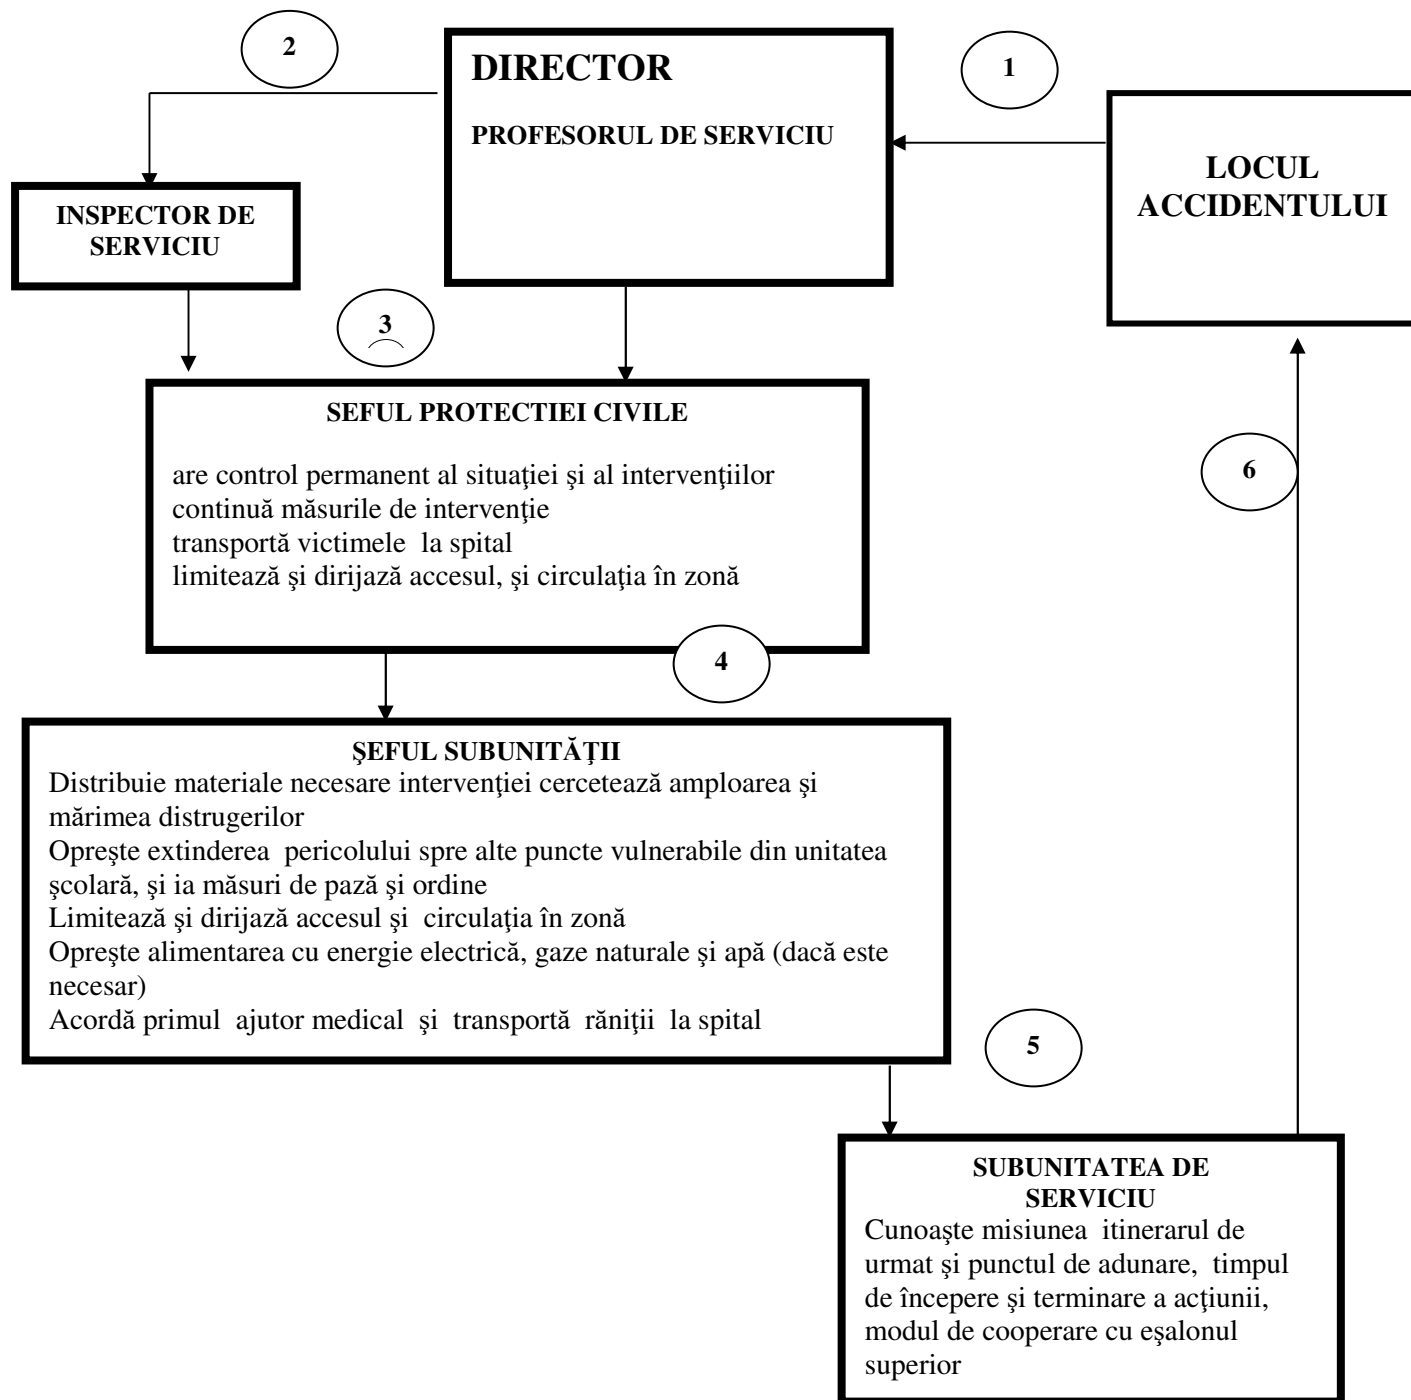 2
DIRECTOR
1
PROFESORUL DE SERVICIU
LOCUL
ACCIDENTULUI
INSPECTOR DE
SERVICIU
3
SEFUL PROTECTIEI CIVILE
are control permanent al situaţiei şi al intervenţiilor
continuă măsurile de intervenţie
transportă victimele la spital
limitează şi dirijază accesul, şi circulaţia în zonă
6
4
ŞEFUL SUBUNITĂŢII
Distribuie materiale necesare intervenţiei cercetează amploarea şi
mărimea distrugerilor
Opreşte extinderea pericolului spre alte puncte vulnerabile din unitatea
şcolară, şi ia măsuri de pază şi ordine
Limitează şi dirijază accesul şi circulaţia în zonă
Opreşte alimentarea cu energie electrică, gaze naturale şi apă (dacă este
necesar)
Acordă primul ajutor medical şi transportă răniţii la spital
5
SUBUNITATEA DE
SERVICIU
Cunoaşte misiunea itinerarul de
urmat şi punctul de adunare, timpul
de începere şi terminare a acţiunii,
modul de cooperare cu eşalonul
superior